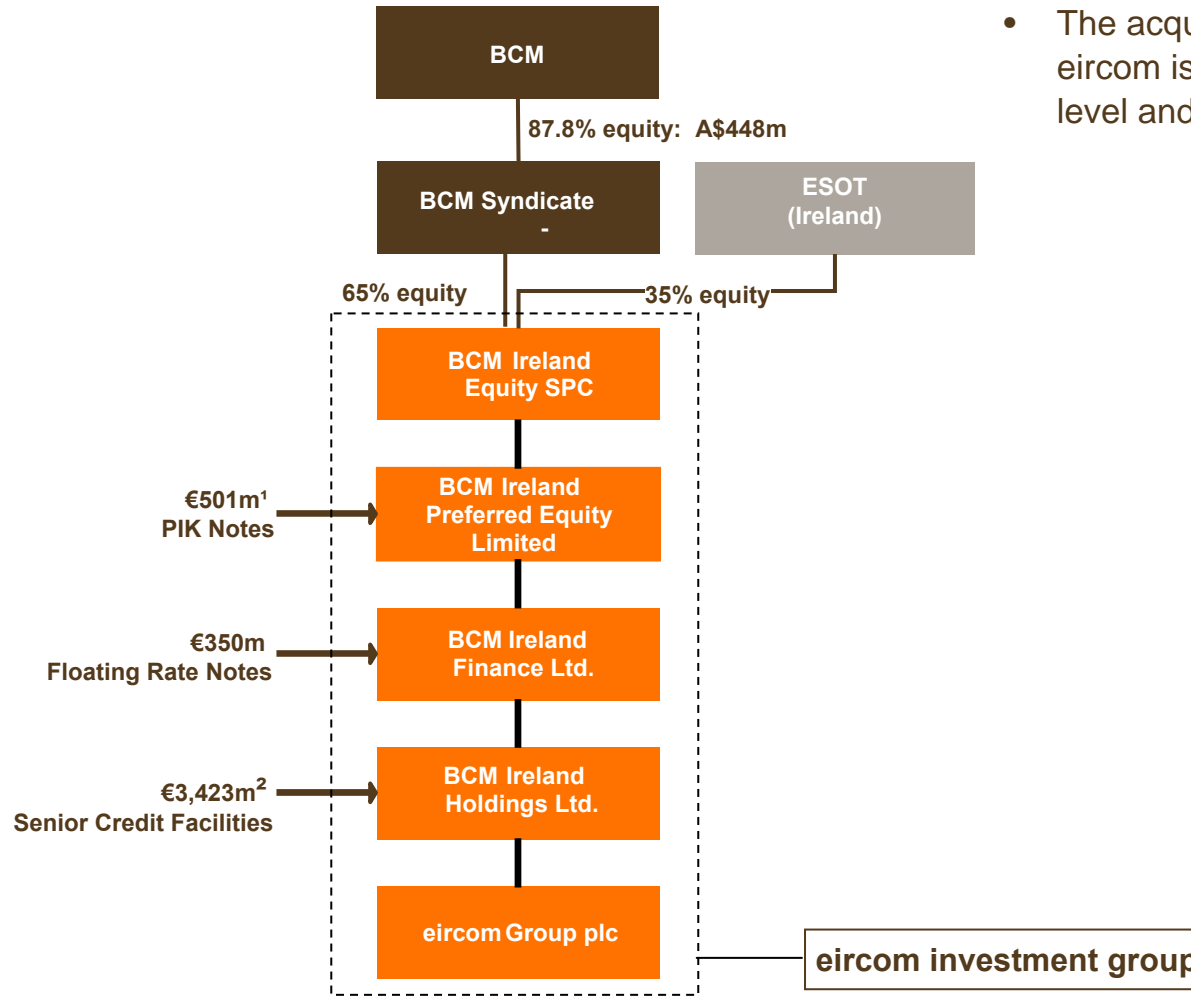 BCM
87.8% equity: A$448m
BCM Syndicate
-
ESOT
(Ireland)
65% equity
35% equity
BCM Ireland
Equity SPC
€501m¹
PIK Notes
BCM Ireland
Preferred Equity
Limited
€350m
Floating Rate Notes
BCM Ireland
Finance Ltd.
€3,423m²
Senior Credit Facilities
BCM Ireland
Holdings Ltd.
eircom Group plc
eircom investment group
• The acqu
eircom is
level and